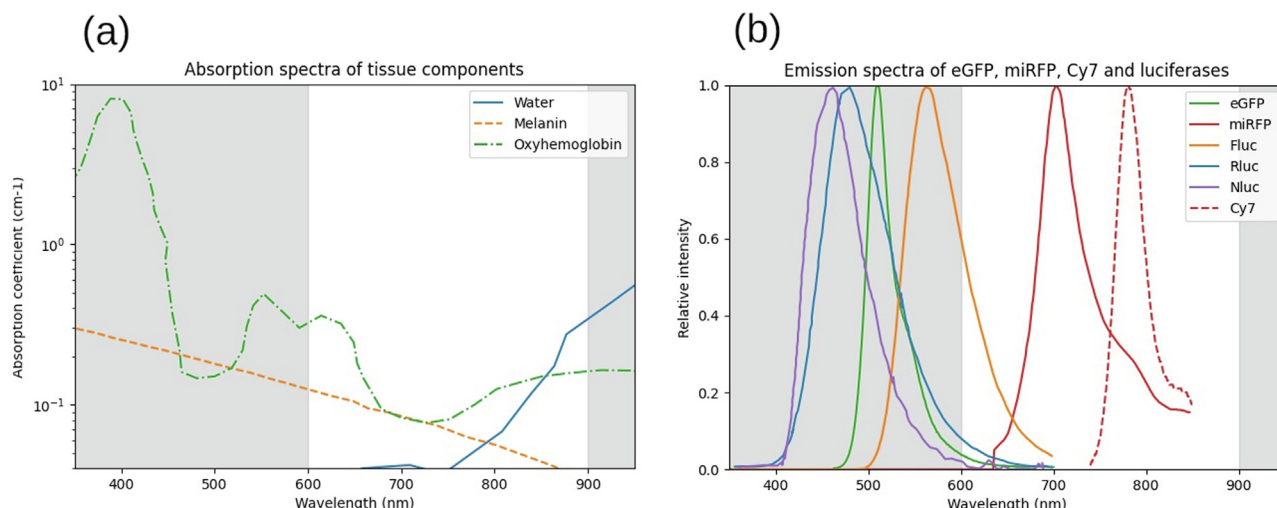 (a)
Absorption spectra of tissue components
Absorption coefficient (cm-1)
10¹
10⁰
10⁻¹
Water
Melanin
Oxyhemoglobin
400 500 600 700 800 900
Wavelength (nm)
(b)
Emission spectra of eGFP, miRFP, Cy7 and luciferases
Relative intensity
1.0
0.8
0.6
0.4
0.2
0.0
eGFP
miRFP
Fluc
Rluc
Nluc
Cy7
400 500 600 700 800 900
Wavelength (nm)